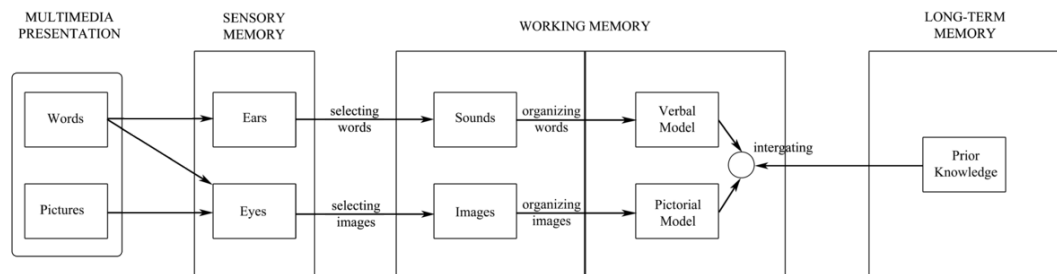 MULTIMEDIA
PRESENTATION
SENSORY
MEMORY
WORKING MEMORY
LONG-TERM
MEMORY
Words
Ears
selecting
words
Sounds
organizing
words
Verbal
Model
intergating
Prior
Knowledge
Pictures
Eyes
selecting
images
Images
organizing
images
Pictorial
Model